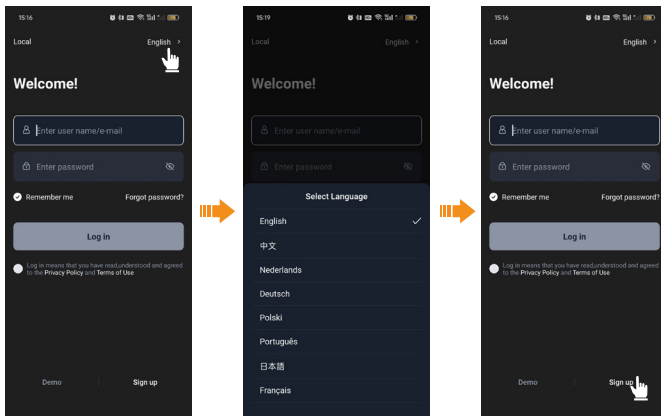 15:16
Local
English >
Welcome!
Enter user name/e-mail
Enter password
Remember me
Forgot password?
Log in
Log in means that you have read,understood and agreed
to the Privacy Policy and Terms of Use
Demo
Sign up
15:19
Local
English >
Welcome!
Enter user name/e-mail
Enter password
Select Language
English
中文
Nederlands
Deutsch
Polski
Português
日本語
Français
15:16
Local
English >
Welcome!
Enter user name/e-mail
Enter password
Remember me
Forgot password?
Log in
Log in means that you have read,understood and agreed
to the Privacy Policy and Terms of Use
Demo
Sign up